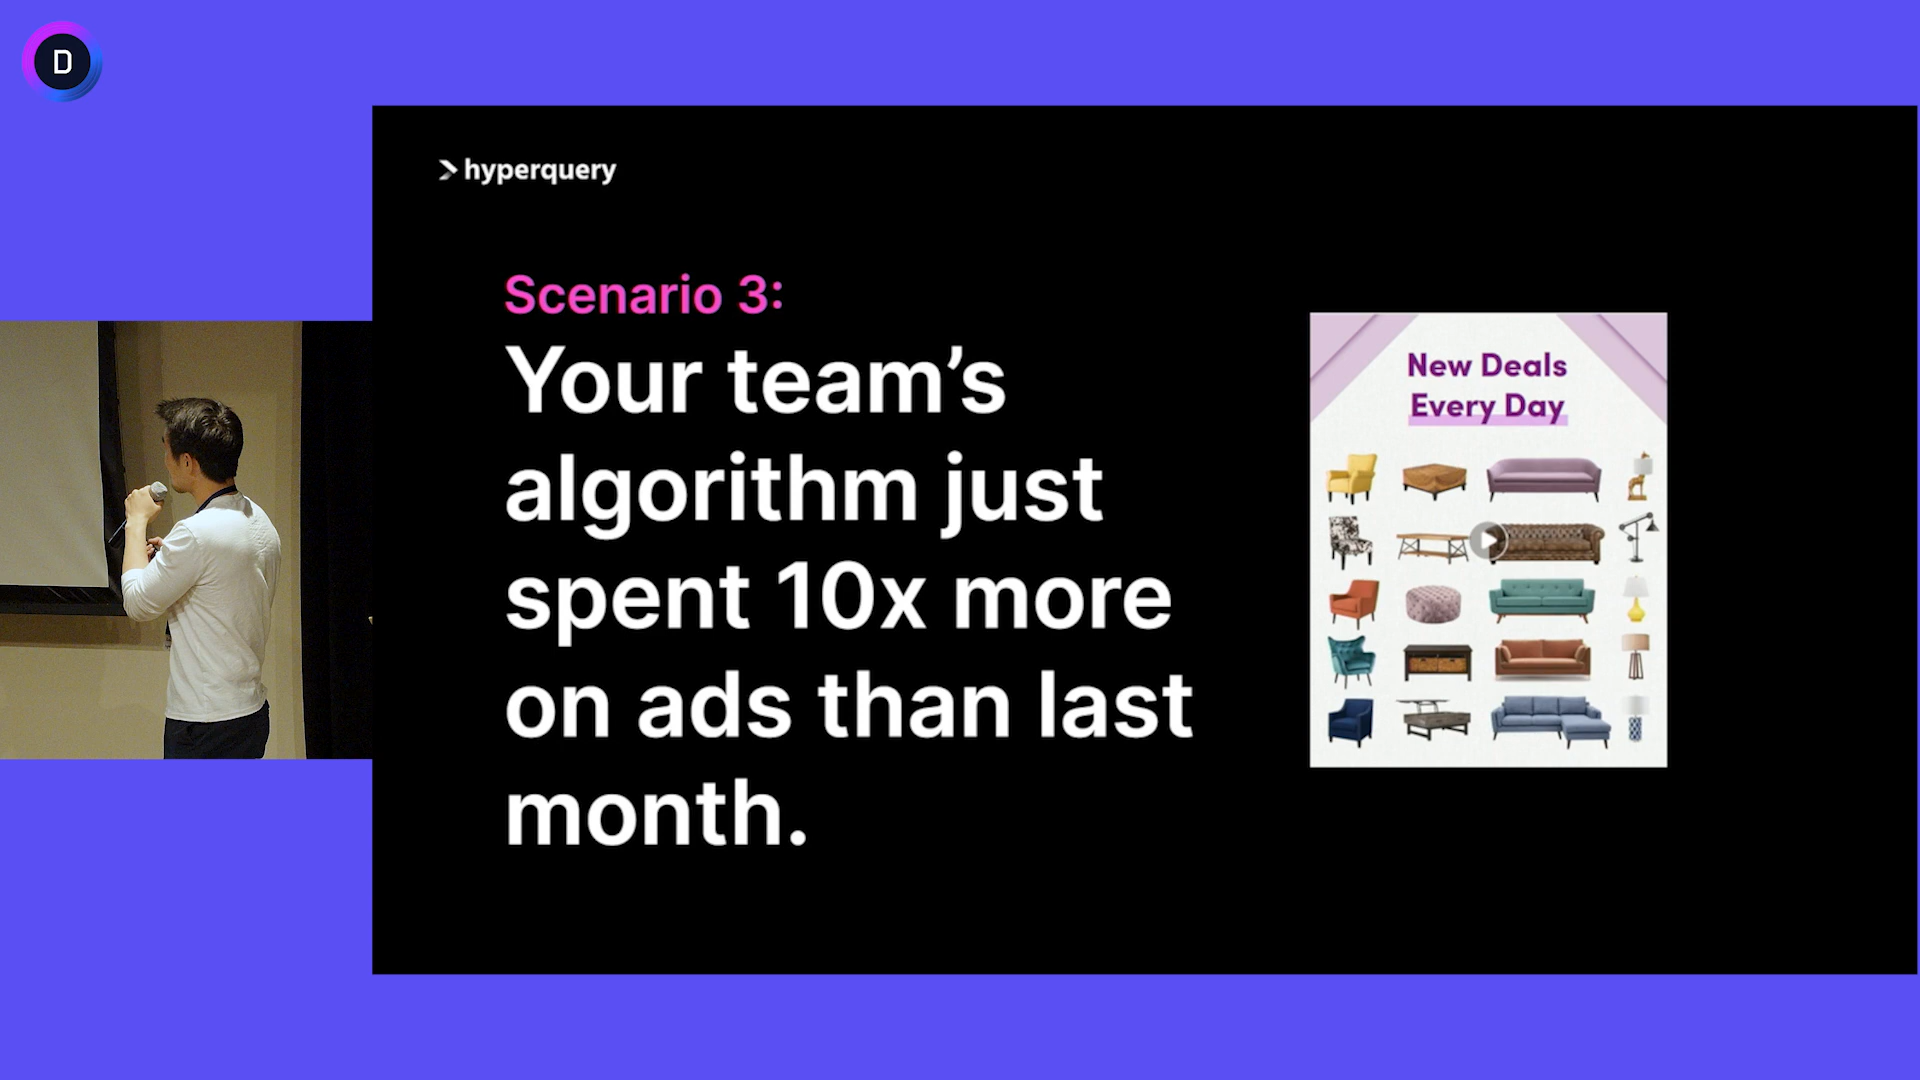 D
hyperquery
Scenario 3:
Your team’s
algorithm just
spent 10x more
on ads than last
month.
New Deals
Every Day